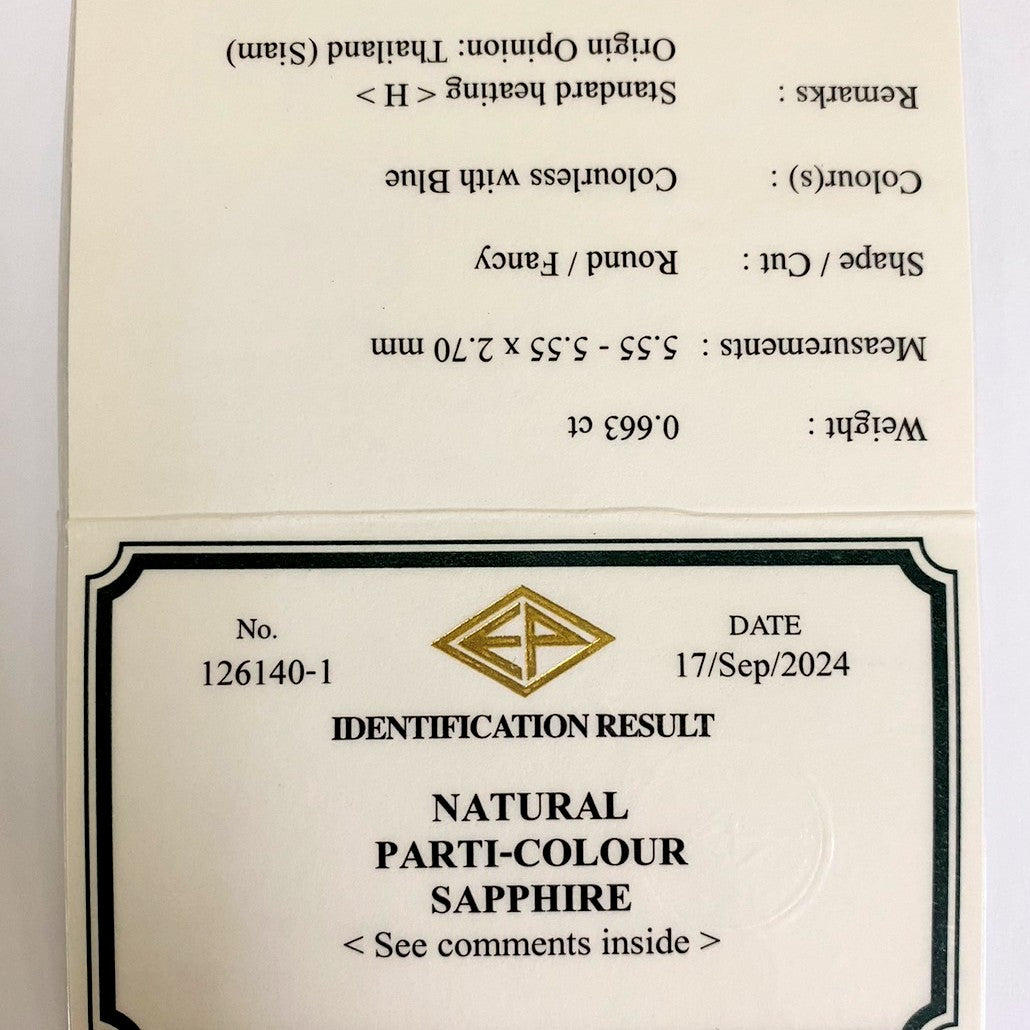 Weight : 0.663 ct
Measurements : 5.55 - 5.55 x 2.70 mm
Shape / Cut : Round / Fancy
Colour(s) : Colourless with Blue
Remarks : Standard heating < H >
Origin Opinion: Thailand (Siam)
No.
126140-1
EP
DATE
17/Sep/2024
IDENTIFICATION RESULT
NATURAL
PARTI-COLOUR
SAPPHIRE
< See comments inside >